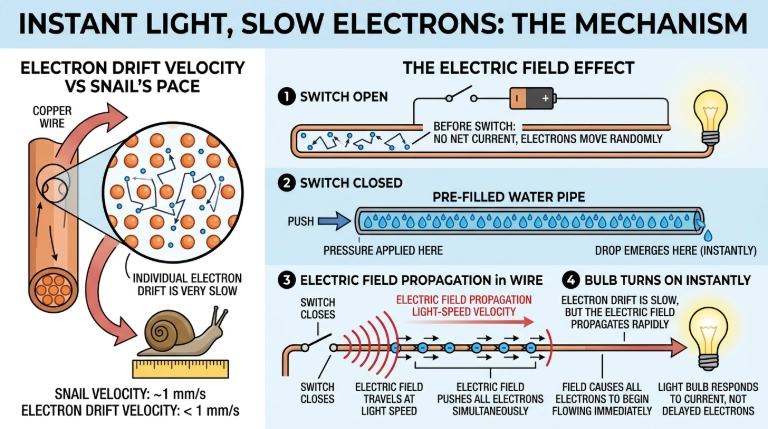 INSTANT LIGHT, SLOW ELECTRONS: THE MECHANISM
ELECTRON DRIFT VELOCITY
VS SNAIL'S PACE
COPPER
WIRE
INDIVIDUAL ELECTRON
DRIFT IS VERY SLOW
SNAIL VELOCITY: ~1 mm/s
ELECTRON DRIFT VELOCITY: < 1 mm/s
THE ELECTRIC FIELD EFFECT
1 SWITCH OPEN
- +
BEFORE SWITCH:
NO NET CURRENT, ELECTRONS MOVE RANDOMLY
2 SWITCH CLOSED
PRE-FILLED WATER PIPE
PUSH
PRESSURE APPLIED HERE
DROP EMERGES HERE (INSTANTLY)
3 ELECTRIC FIELD PROPAGATION in WIRE
SWITCH
CLOSES
ELECTRIC FIELD PROPAGATION
LIGHT-SPEED VELOCITY
SWITCH
CLOSES
ELECTRIC FIELD
TRAVELS AT
LIGHT SPEED
ELECTRIC FIELD
PUSHES ALL ELECTRONS
SIMULTANEOUSLY
4 BULB TURNS ON INSTANTLY
ELECTRON DRIFT IS SLOW,
BUT THE ELECTRIC FIELD
PROPAGATES RAPIDLY
FIELD CAUSES ALL
ELECTRONS TO BEGIN
FLOWING IMMEDIATELY
LIGHT BULB RESPONDS
TO CURRENT, NOT
DELAYED ELECTRONS